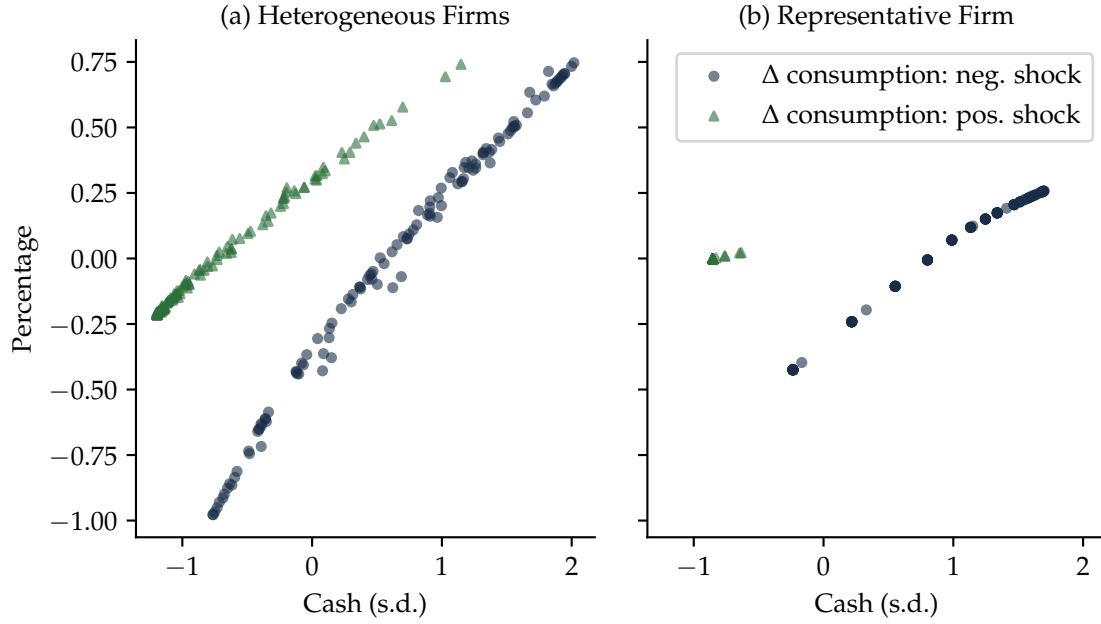 (a) Heterogeneous Firms
(b) Representative Firm
Δ consumption: neg. shock
Δ consumption: pos. shock
Percentage
0.75
0.50
0.25
0.00
−0.25
−0.50
−0.75
−1.00
−1
0
1
2
−1
0
1
2
Cash (s.d.)
Cash (s.d.)